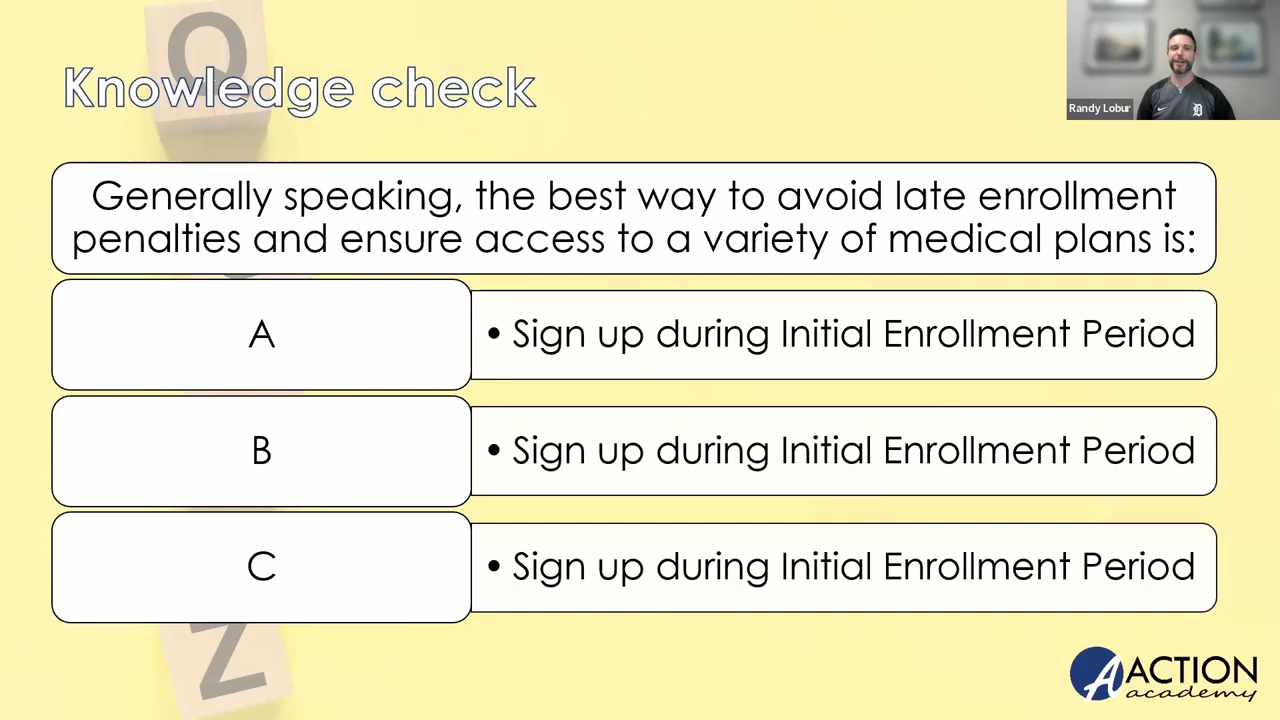 Q
Knowledge check
Randy Lobur
Generally speaking, the best way to avoid late enrollment
penalties and ensure access to a variety of medical plans is:
A
• Sign up during Initial Enrollment Period
B
• Sign up during Initial Enrollment Period
C
• Sign up during Initial Enrollment Period
Z
A ACTION
academy